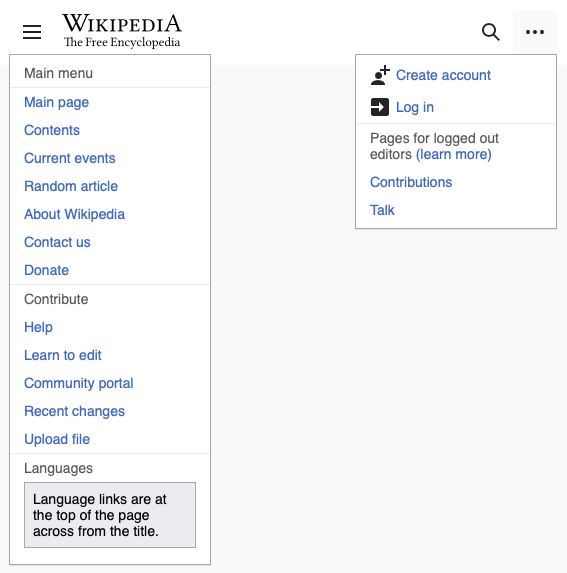 WIKIPEDIA
The Free Encyclopedia
Main menu
Main page
Contents
Current events
Random article
About Wikipedia
Contact us
Donate
Contribute
Help
Learn to edit
Community portal
Recent changes
Upload file
Languages
Language links are at
the top of the page
across from the title.
Create account
Log in
Pages for logged out
editors (learn more)
Contributions
Talk